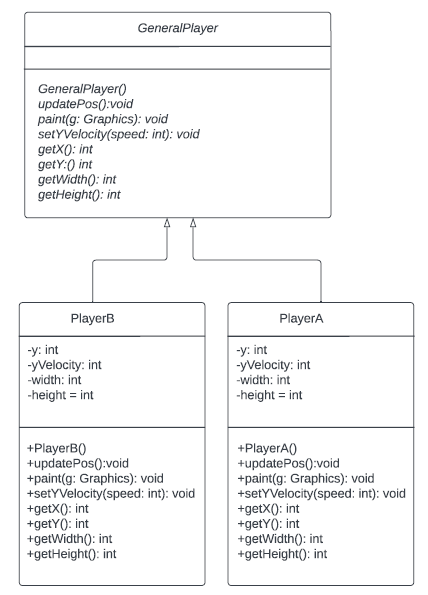 GeneralPlayer
GeneralPlayer()
updatePos():void
paint(g: Graphics): void
setYVelocity(speed: int): void
getX(): int
getY:() int
getWidth(): int
getHeight(): int
PlayerB
-y: int
-yVelocity: int
-width: int
-height = int
+PlayerB()
+updatePos():void
+paint(g: Graphics): void
+setYVelocity(speed: int): void
+getX(): int
+getY(): int
+getWidth(): int
+getHeight(): int
PlayerA
-y: int
-yVelocity: int
-width: int
-height = int
+PlayerA()
+updatePos():void
+paint(g: Graphics): void
+setYVelocity(speed: int): void
+getX(): int
+getY(): int
+getWidth(): int
+getHeight(): int